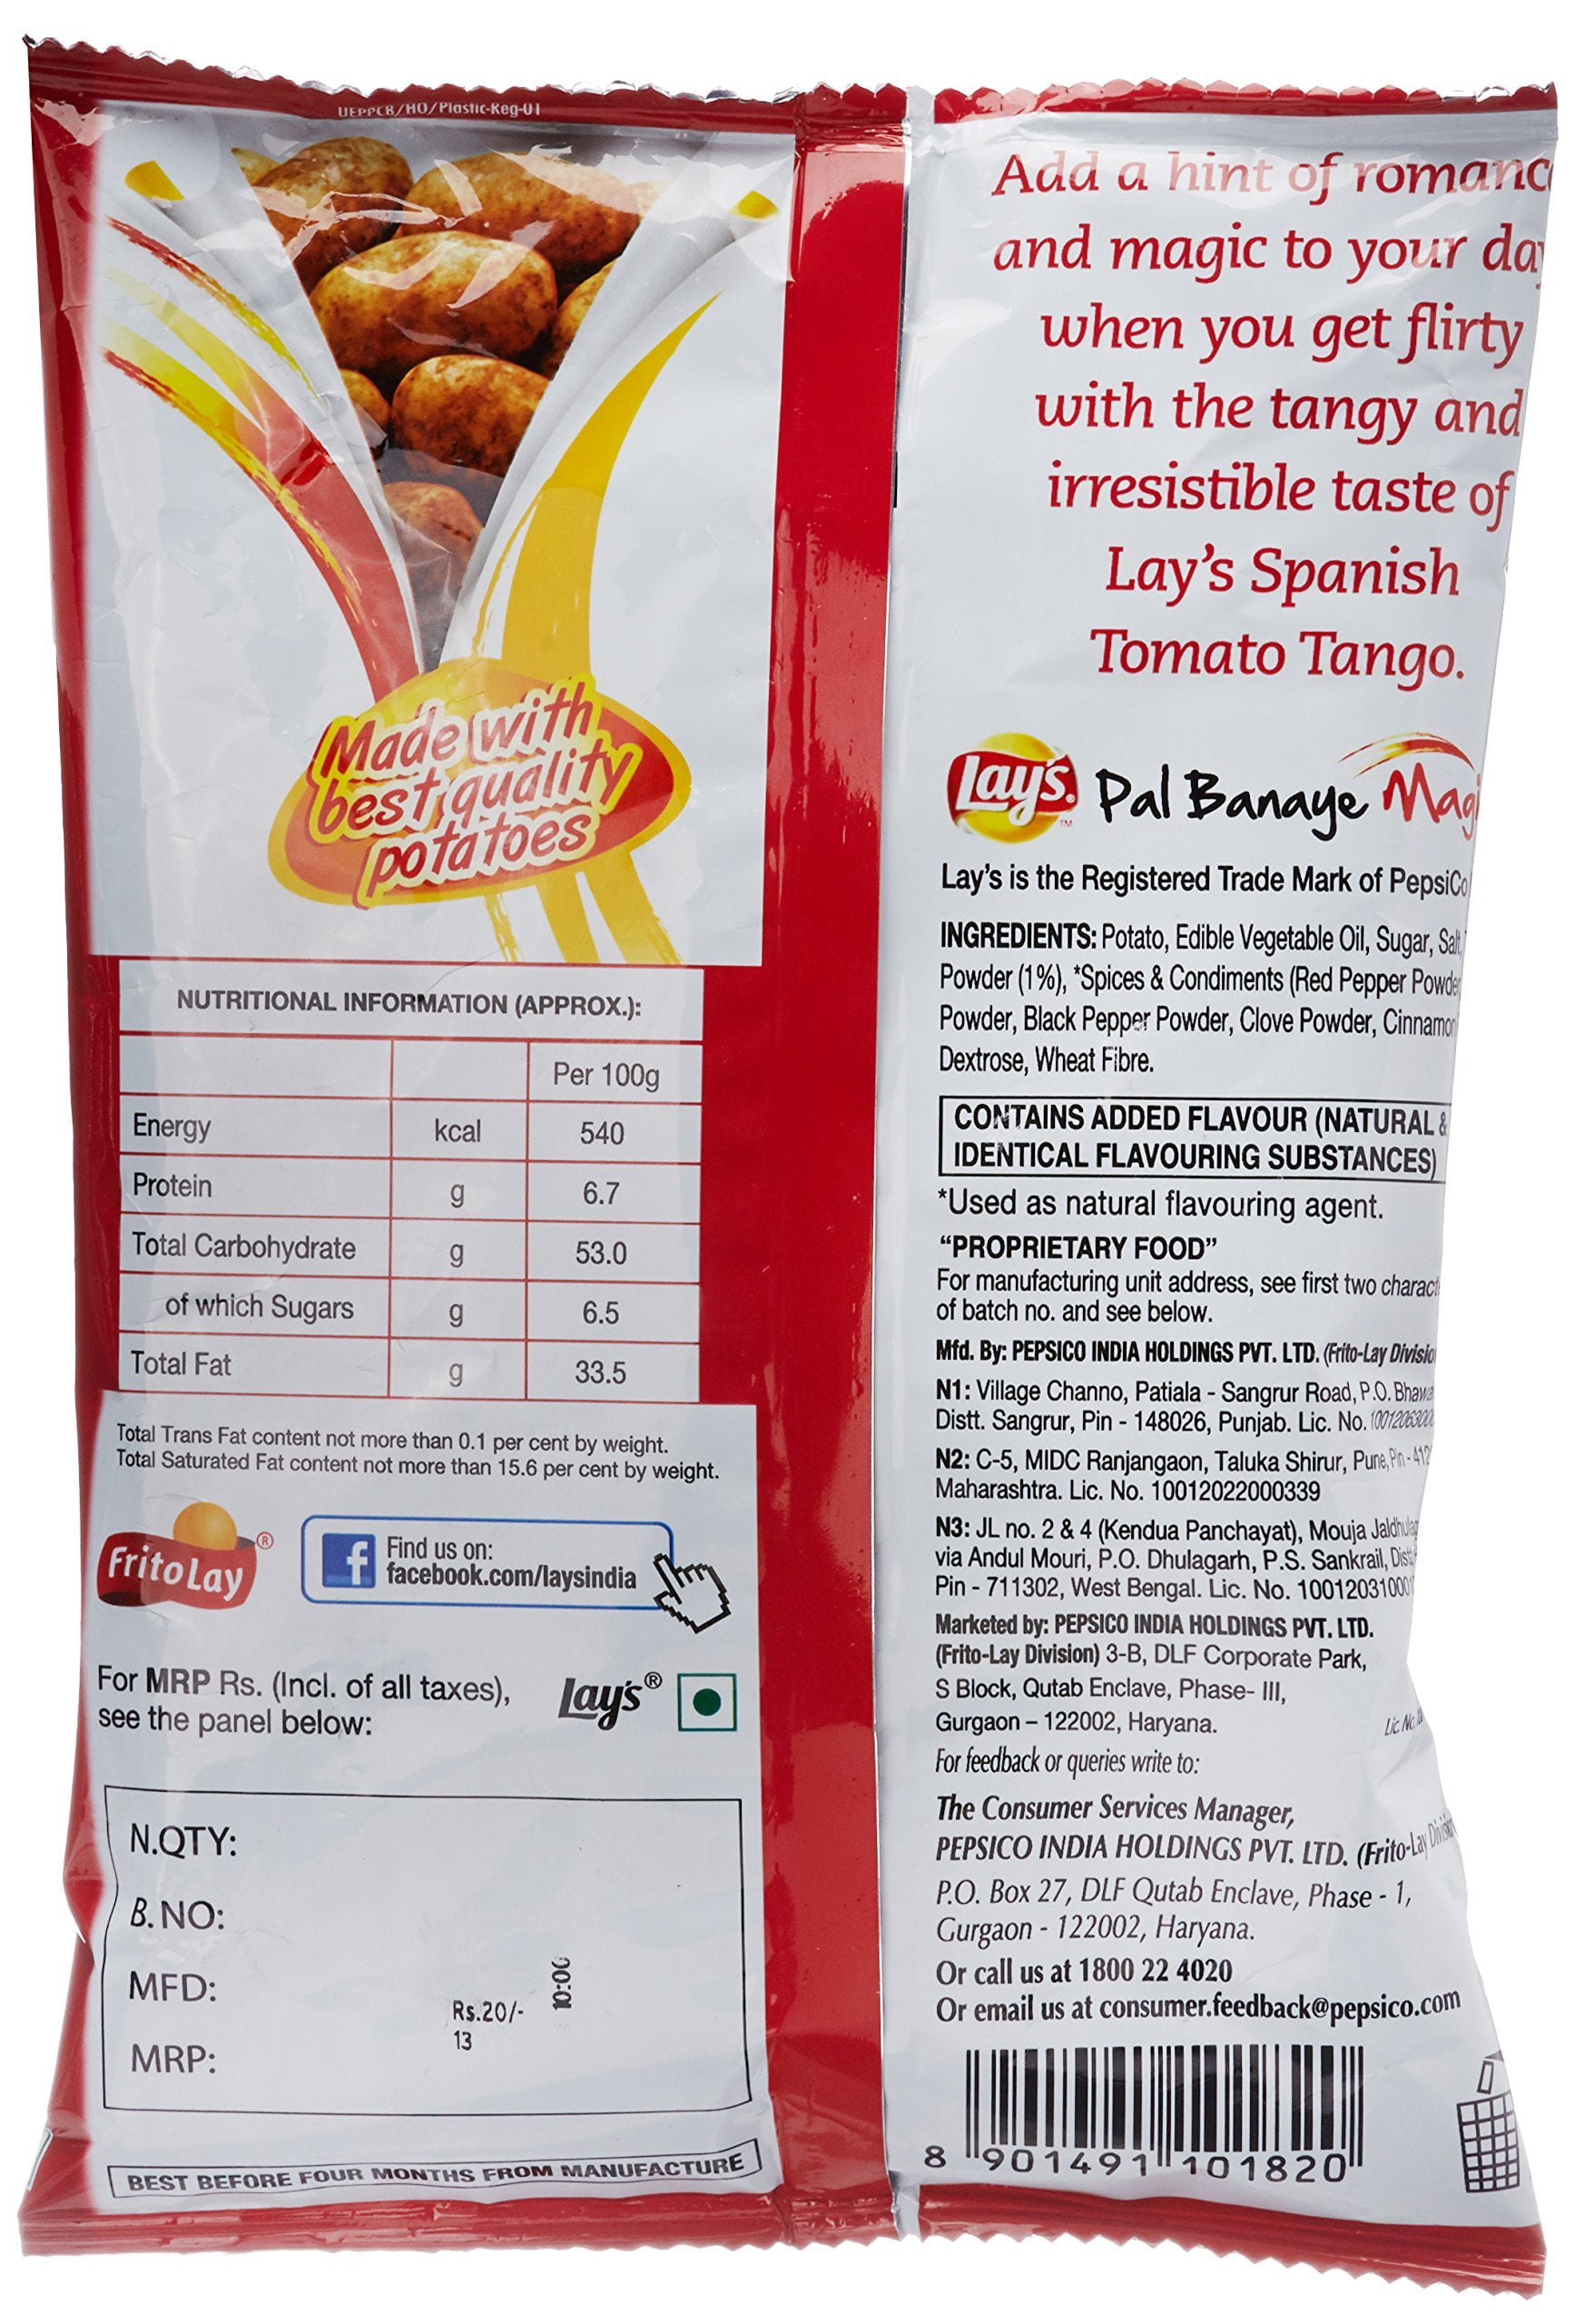 UEPPCB/HO/Plastic-Reg-01
Made with
best quality
potatoes
NUTRITIONAL INFORMATION (APPROX.):
Per 100g
Energy kcal 540
Protein g 6.7
Total Carbohydrate g 53.0
of which Sugars g 6.5
Total Fat g 33.5
Total Trans Fat content not more than 0.1 per cent by weight.
Total Saturated Fat content not more than 15.6 per cent by weight.
FritoLay®
Find us on:
facebook.com/laysindia
For MRP Rs. (Incl. of all taxes),
see the panel below:
Lay's®
N.QTY:
B. NO:
MFD:
MRP:
Rs.20/-
13
10:00
BEST BEFORE FOUR MONTHS FROM MANUFACTURE
Add a hint of
and magic to your
when you get flirty
with the tangy and
irresistible taste of
Lay's Spanish
Tomato Tango.
Lay's. TM Pal Banaye
Lay's is the Registered Trade Mark of PepsiCo
INGREDIENTS: Potato, Edible Vegetable Oil, Sugar, Salt,
Powder (1%), *Spices & Condiments (Red Pepper
Powder, Black Pepper Powder, Clove Powder, Cinnamon
Dextrose, Wheat Fibre.
CONTAINS ADDED FLAVOUR (NATURAL &
IDENTICAL FLAVOURING SUBSTANCES)
*Used as natural flavouring agent.
“PROPRIETARY FOOD”
For manufacturing unit address, see first two
of batch no. and see below.
Mfd. By: PEPSICO INDIA HOLDINGS PVT. LTD. (Frito-Lay
N1: Village Channo, Patiala - Sangrur Road, P.O.
Distt. Sangrur, Pin - 148026, Punjab. Lic. No.
N2: C-5, MIDC Ranjangaon, Taluka Shirur, Pune, Pin -
Maharashtra. Lic. No. 10012022000339
N3: JL no. 2 & 4 (Kendua Panchayat), Mouja
via Andul Mouri, P.O. Dhulagarh, P.S. Sankrail,
Pin - 711302, West Bengal. Lic. No.
Marketed by: PEPSICO INDIA HOLDINGS PVT. LTD.
(Frito-Lay Division) 3-B, DLF Corporate Park,
S Block, Qutab Enclave, Phase- III,
Gurgaon – 122002, Haryana.
Lic. No.
For feedback or queries write to:
The Consumer Services Manager,
PEPSICO INDIA HOLDINGS PVT. LTD. (Frito-Lay Division
P.O. Box 27, DLF Qutab Enclave, Phase - 1,
Gurgaon - 122002, Haryana.
Or call us at 1800 22 4020
Or email us at consumer.feedback@pepsico.com
8 901491 101820